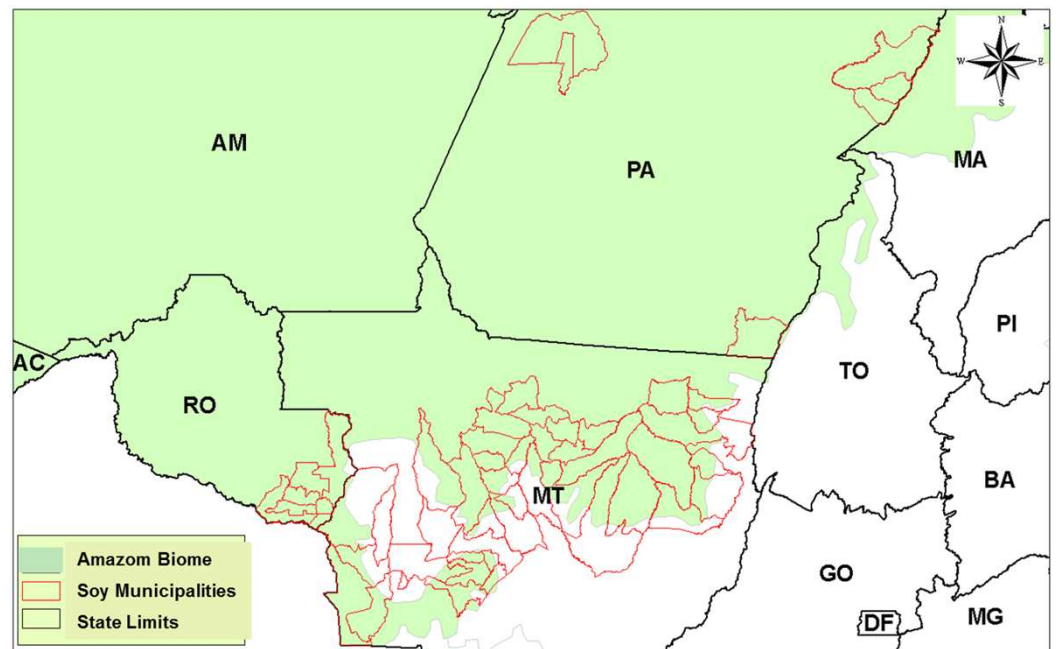 N
W E
S
AM
PA
MA
AC
RO
TO
PI
MT
BA
GO
DF
MG
Amazom Biome
Soy Municipalities
State Limits